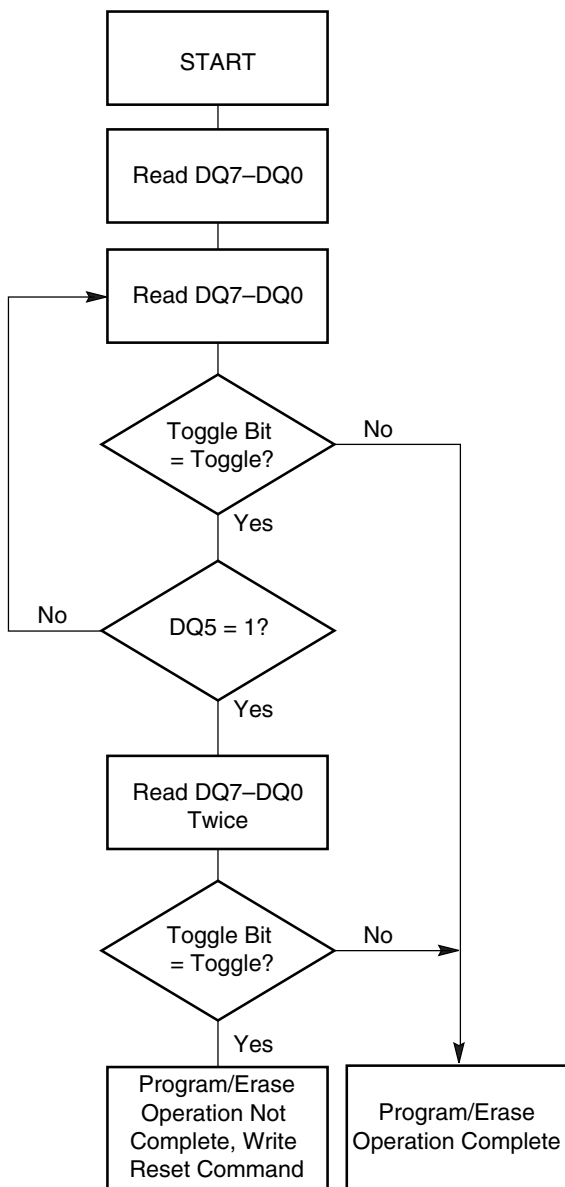 START
Read DQ7–DQ0
Read DQ7–DQ0
Toggle Bit
= Toggle?
No
Yes
No
DQ5 = 1?
Yes
Read DQ7–DQ0
Twice
Toggle Bit
= Toggle?
No
Yes
Program/Erase
Operation Not
Complete, Write
Reset Command
Program/Erase
Operation Complete